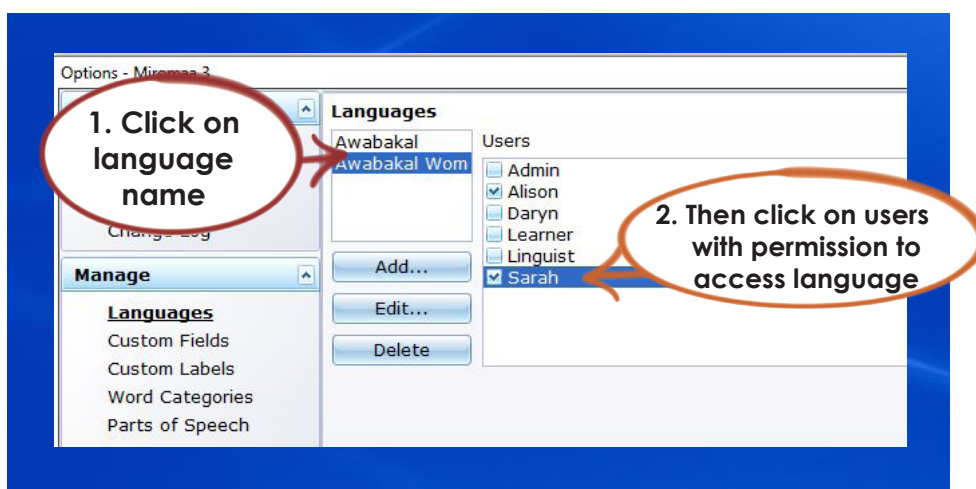 Options - Miromaa 3
1. Click on
language
name
Change Log
Manage
Languages
Custom Fields
Custom Labels
Word Categories
Parts of Speech
Languages
Awabakal
Awabakal Wom
Add...
Edit...
Delete
Users
Admin
Alison
Daryn
Learner
Linguist
Sarah
2. Then click on users
with permission to
access language